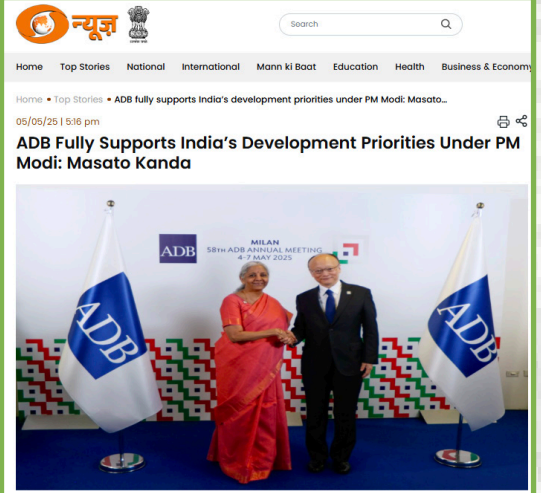 न्यूज़
Search
Home Top Stories National International Mann ki Baat Education Health Business & Economy
Home • Top Stories • ADB fully supports India's development priorities under PM Modi: Masato...
05/05/25 | 5:16 pm
ADB Fully Supports India's Development Priorities Under PM
Modi: Masato Kanda
MILAN
ADB 58TH ADB ANNUAL MEETING
4-7 MAY 2025
ADB
ADB